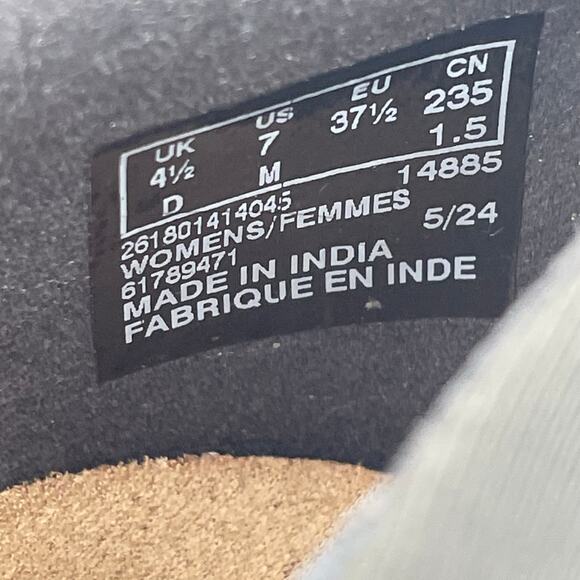 UK US EU CN
4½ 7 37½ 235
D M 1.5
261801414045 14885
WOMENS/FEMMES
61789471 5/24
MADE IN INDIA
FABRIQUE EN INDE